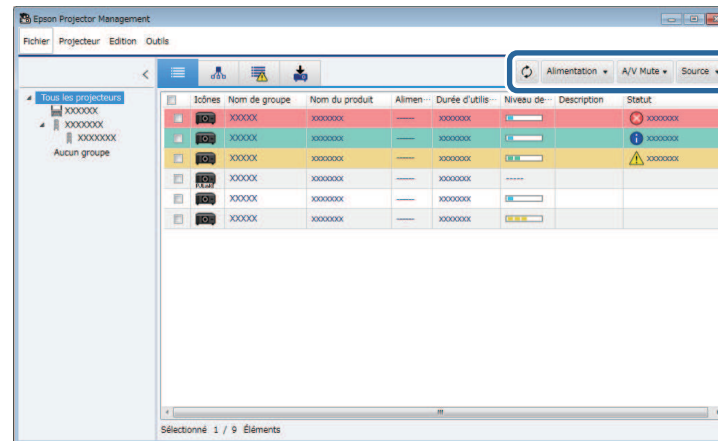 Epson Projector Management
Fichier Projecteur Edition Outils
Alimentation A/V Mute Source
Tous les projecteurs
XXXXXX
XXXXXXX
XXXXXXX
Aucun groupe
Icônes Nom de groupe Nom du produit Alimen··· Durée d'utilis··· Niveau de··· Description Statut
XXXXX xxxxxxx ---- xxxxxxx xxxxxxx
XXXXX xxxxxxx ---- xxxxxxx xxxxxxx
XXXXX xxxxxxx ---- xxxxxxx xxxxxxx
XXXXX xxxxxxx ---- xxxxxxx -----
XXXXX xxxxxxx ---- xxxxxxx
XXXXX xxxxxxx ---- xxxxxxx
Sélectionné 1 / 9 Éléments